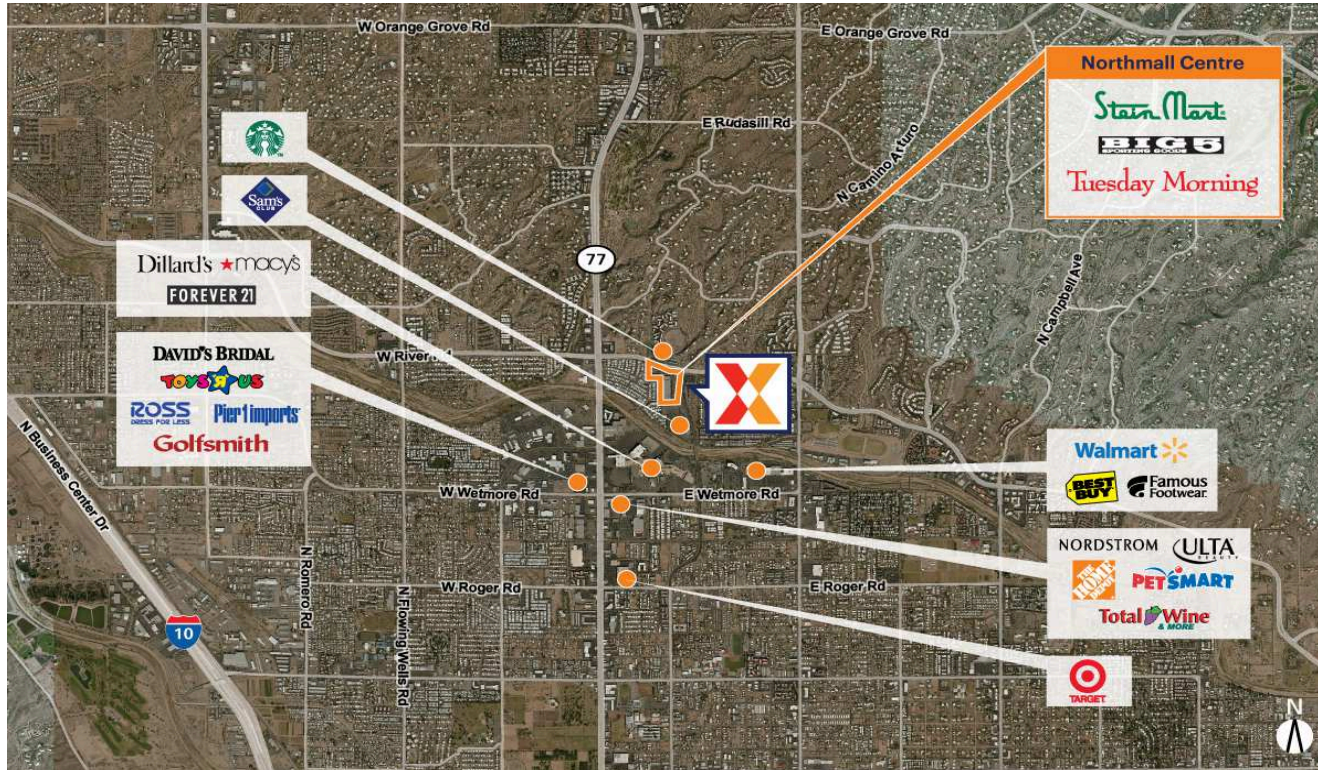 W Orange Grove Rd
E Orange Grove Rd
Northmall Centre
Stein Mart
BIG 5
SPORTING GOODS
Tuesday Morning
E Rudasill Rd
N Camino Arturo
N Campbell Ave
Sam's
CLUB
77
Dillard's ★macy's
FOREVER 21
W River Rd
DAVID'S BRIDAL
TOYS R US
ROSS
DRESS FOR LESS
Pier 1 imports
Golfsmith
N Business Center Dr
W Wetmore Rd
E Wetmore Rd
Walmart
BEST
BUY
Famous
Footwear
NORDSTROM
ULTA
BEAUTY
THE
HOME
DEPOT
PETSMART
Total Wine
& MORE
N Romero Rd
N Flowing Wells Rd
W Roger Rd
E Roger Rd
10
TARGET
N